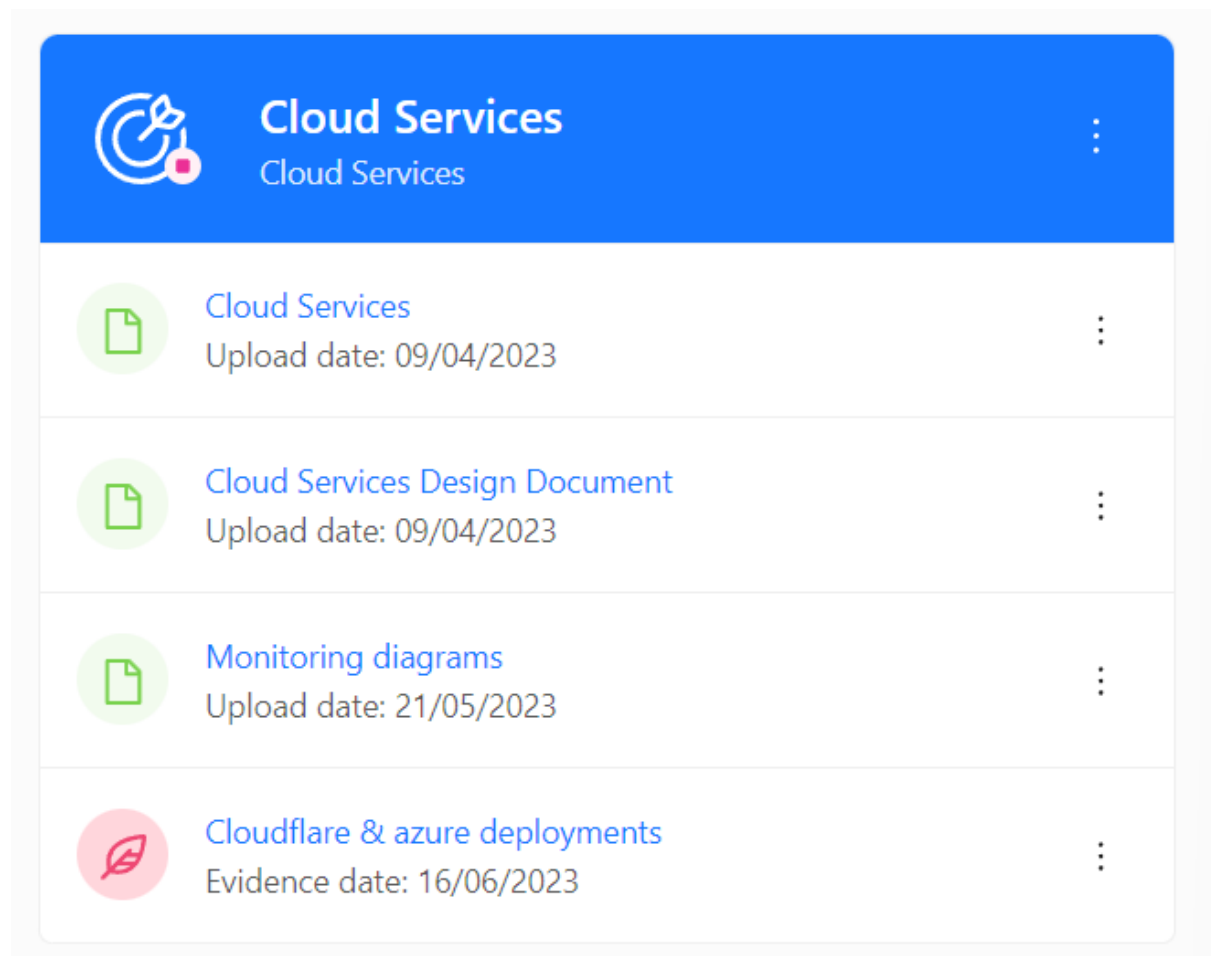 Cloud Services
Cloud Services
Cloud Services
Upload date: 09/04/2023
Cloud Services Design Document
Upload date: 09/04/2023
Monitoring diagrams
Upload date: 21/05/2023
Cloudflare & azure deployments
Evidence date: 16/06/2023